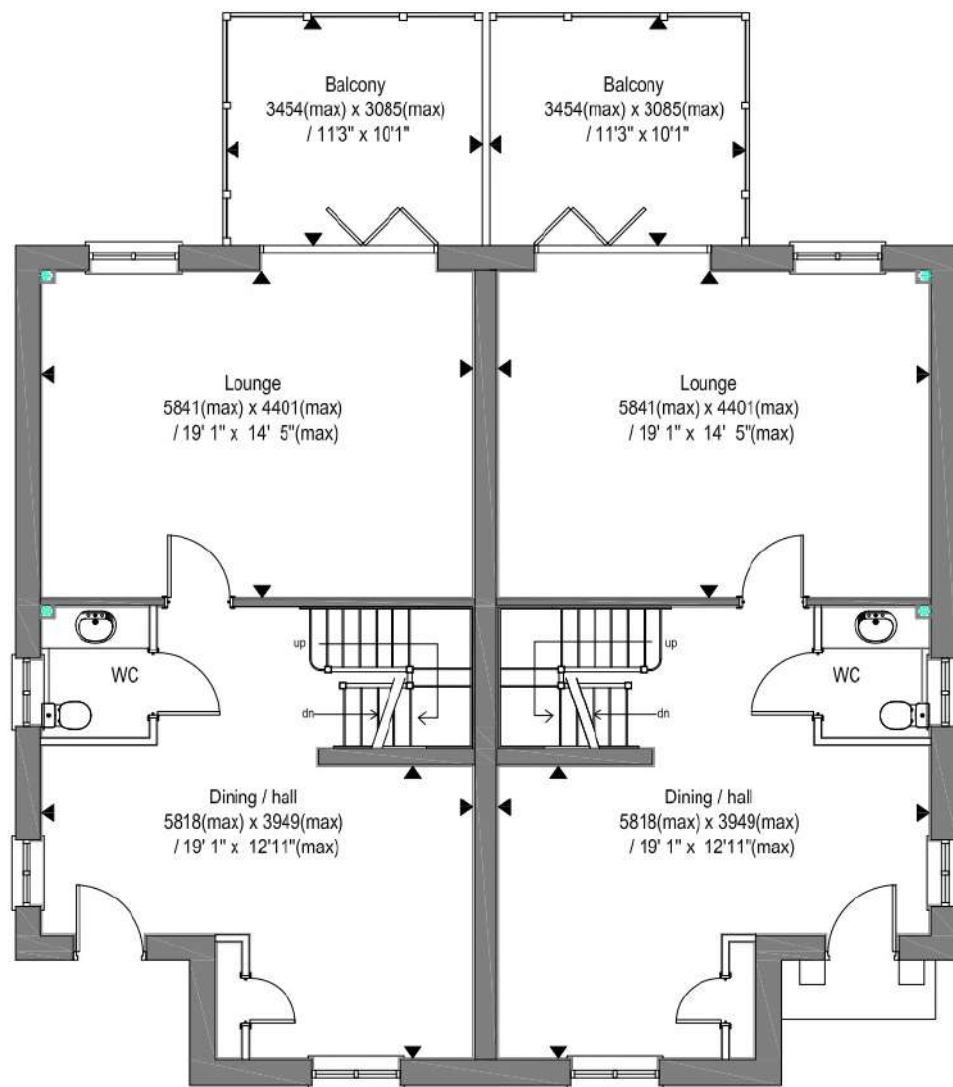 Balcony
3454(max) x 3085(max)
/ 11'3" x 10'1"
Balcony
3454(max) x 3085(max)
/ 11'3" x 10'1"
Lounge
5841(max) x 4401(max)
/ 19' 1" x 14' 5"(max)
Lounge
5841(max) x 4401(max)
/ 19' 1" x 14' 5"(max)
up
up
WC
WC
dn
dn
Dining / hall
5818(max) x 3949(max)
/ 19' 1" x 12'11"(max)
Dining / hall
5818(max) x 3949(max)
/ 19' 1" x 12'11"(max)